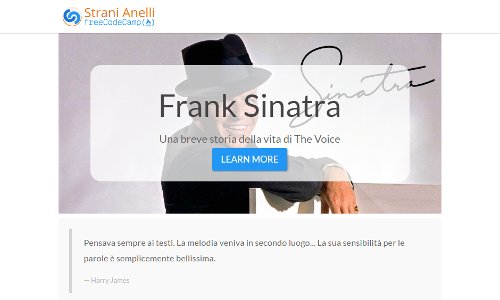 Strani Anelli
freeCodeCamp(🔥)
Sinatra
Frank Sinatra
Una breve storia della vita di The Voice
LEARN MORE
Pensava sempre ai testi. La melodia veniva in secondo luogo... La sua sensibilità per le
parole è semplicemente bellissima.
— Harry James